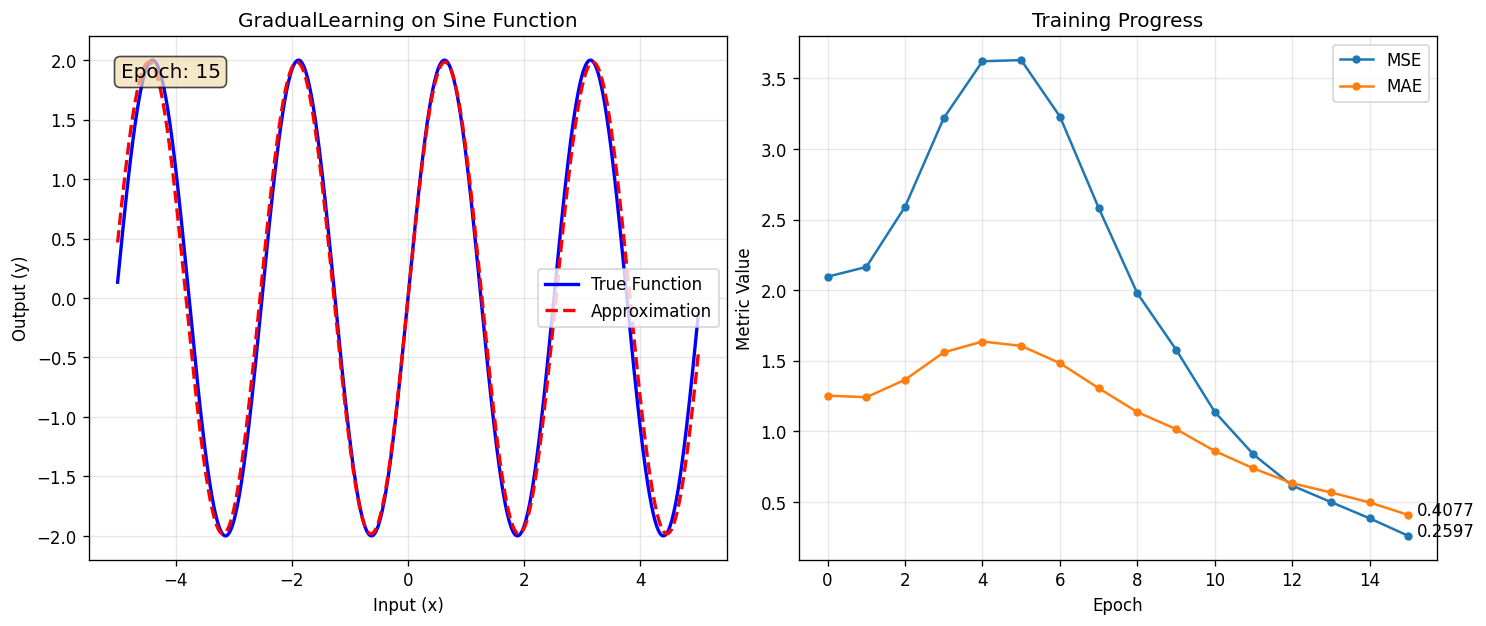 GradualLearning on Sine Function
Epoch: 15
2.0
1.5
1.0
0.5
0.0
−0.5
−1.0
−1.5
−2.0
Output (y)
True Function
Approximation
−4
−2
0
2
4
Input (x)
Training Progress
MSE
MAE
3.5
3.0
2.5
2.0
1.5
1.0
0.5
Metric Value
0.4077
0.2597
0
2
4
6
8
10
12
14
Epoch